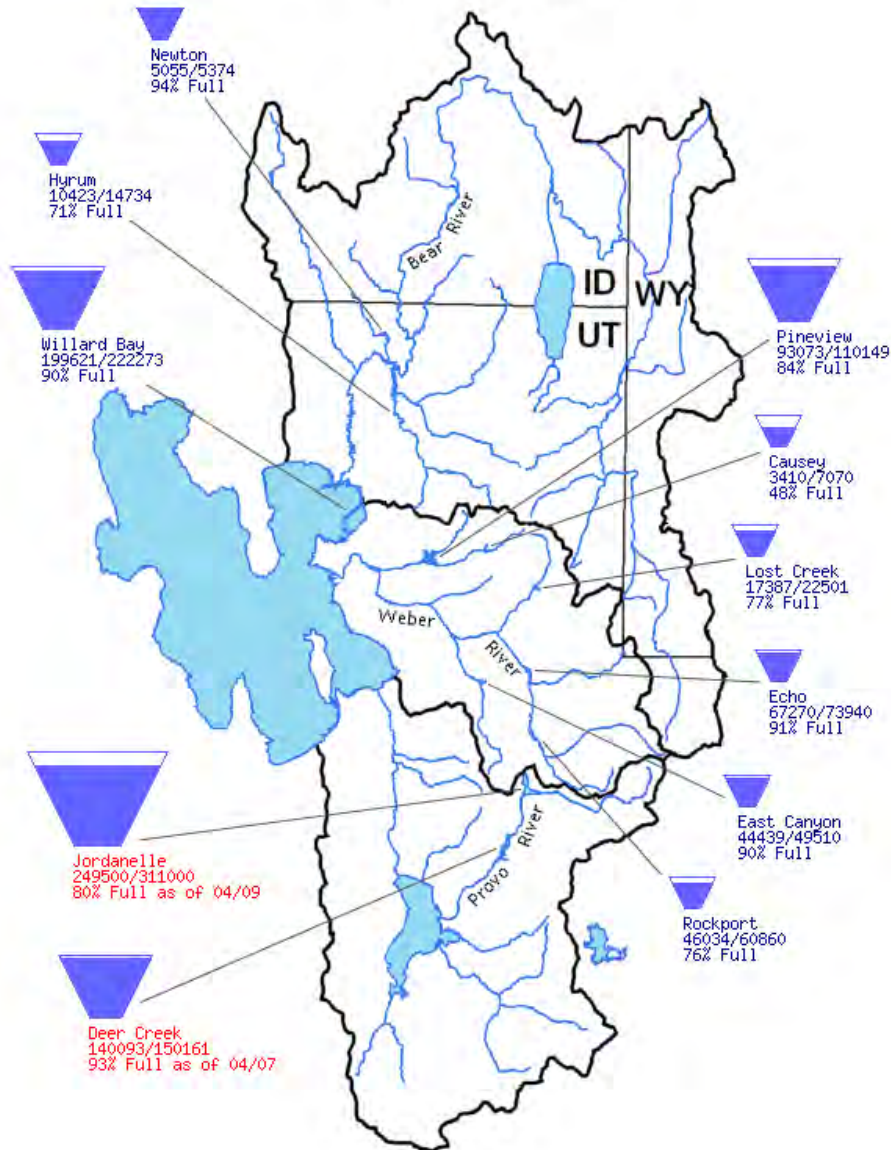 Newton
5055/5374
94% Full
Hyrum
10423/14734
71% Full
Bear River
ID
WY
UT
Willard Bay
199621/222273
90% Full
Pineview
93073/110149
84% Full
Causey
3410/7070
48% Full
Lost Creek
17387/22501
77% Full
Weber
River
Echo
67270/73940
91% Full
East Canyon
44439/49510
90% Full
Jordanelle
249500/311000
80% Full as of 04/09
Provo
River
Rockport
46034/60860
76% Full
Deer Creek
140093/150161
93% Full as of 04/07